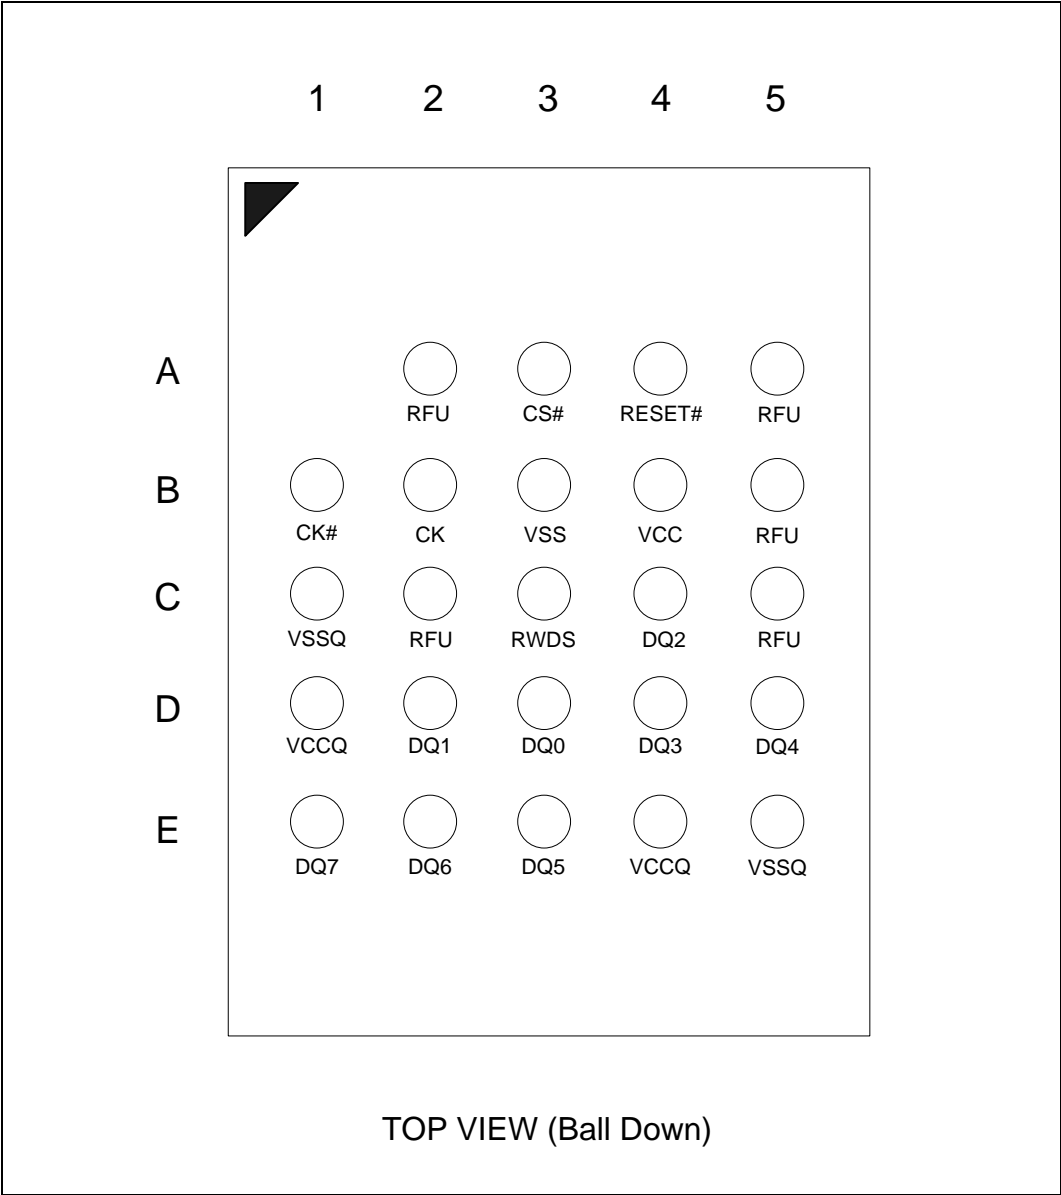 1 2 3 4 5
A
RFU CS# RESET# RFU
B
CK# CK VSS VCC RFU
C
VSSQ RFU RWDS DQ2 RFU
D
VCCQ DQ1 DQ0 DQ3 DQ4
E
DQ7 DQ6 DQ5 VCCQ VSSQ
TOP VIEW (Ball Down)